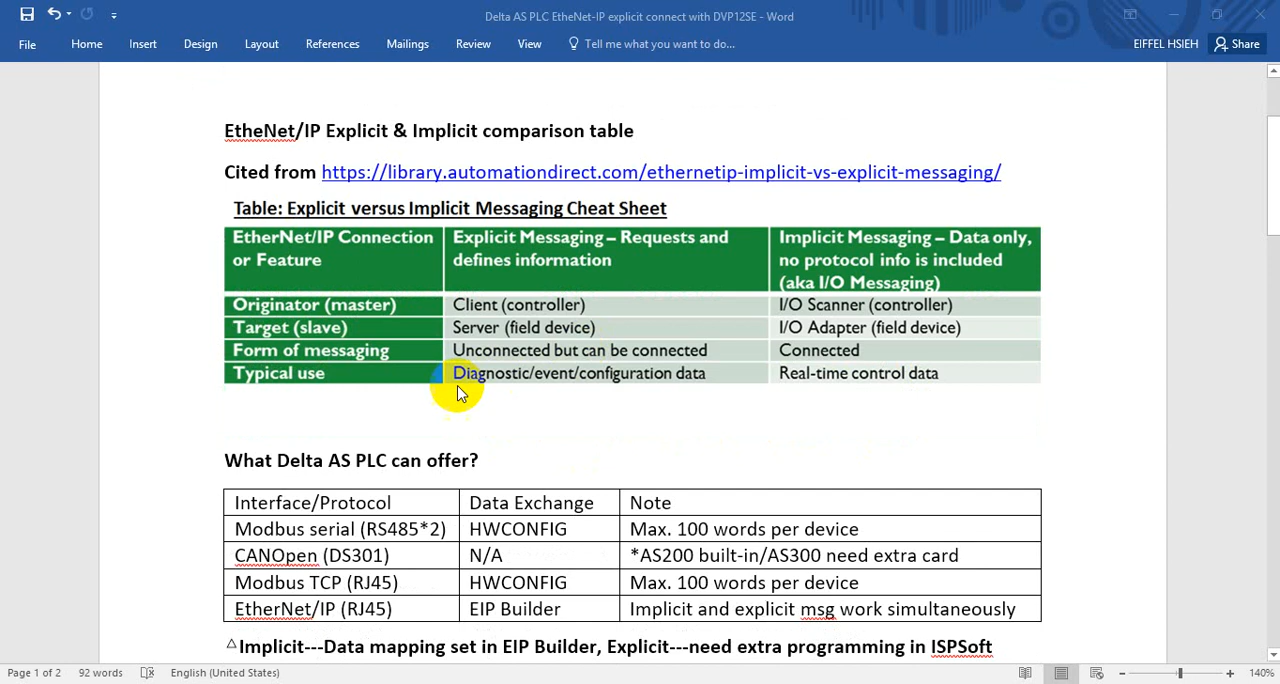 Delta AS PLC EtheNet-IP explicit connect with DVP12SE - Word
File Home Insert Design Layout References Mailings Review View Tell me what you want to do... EIFFEL HSIEH Share
EtheNet/IP Explicit & Implicit comparison table
Cited from https://library.automationdirect.com/ethernetip-implicit-vs-explicit-messaging/
Table: Explicit versus Implicit Messaging Cheat Sheet
EtherNet/IP Connection
or Feature
Explicit Messaging – Requests and
defines information
Implicit Messaging – Data only,
no protocol info is included
(aka I/O Messaging)
Originator (master) Client (controller) I/O Scanner (controller)
Target (slave) Server (field device) I/O Adapter (field device)
Form of messaging Unconnected but can be connected Connected
Typical use Diagnostic/event/configuration data Real-time control data
What Delta AS PLC can offer?
Interface/Protocol Data Exchange Note
Modbus serial (RS485*2) HWCONFIG Max. 100 words per device
CANOpen (DS301) N/A *AS200 built-in/AS300 need extra card
Modbus TCP (RJ45) HWCONFIG Max. 100 words per device
EtherNet/IP (RJ45) EIP Builder Implicit and explicit msg work simultaneously
△Implicit---Data mapping set in EIP Builder, Explicit---need extra programming in ISPSoft
Page 1 of 2 92 words English (United States) 140%